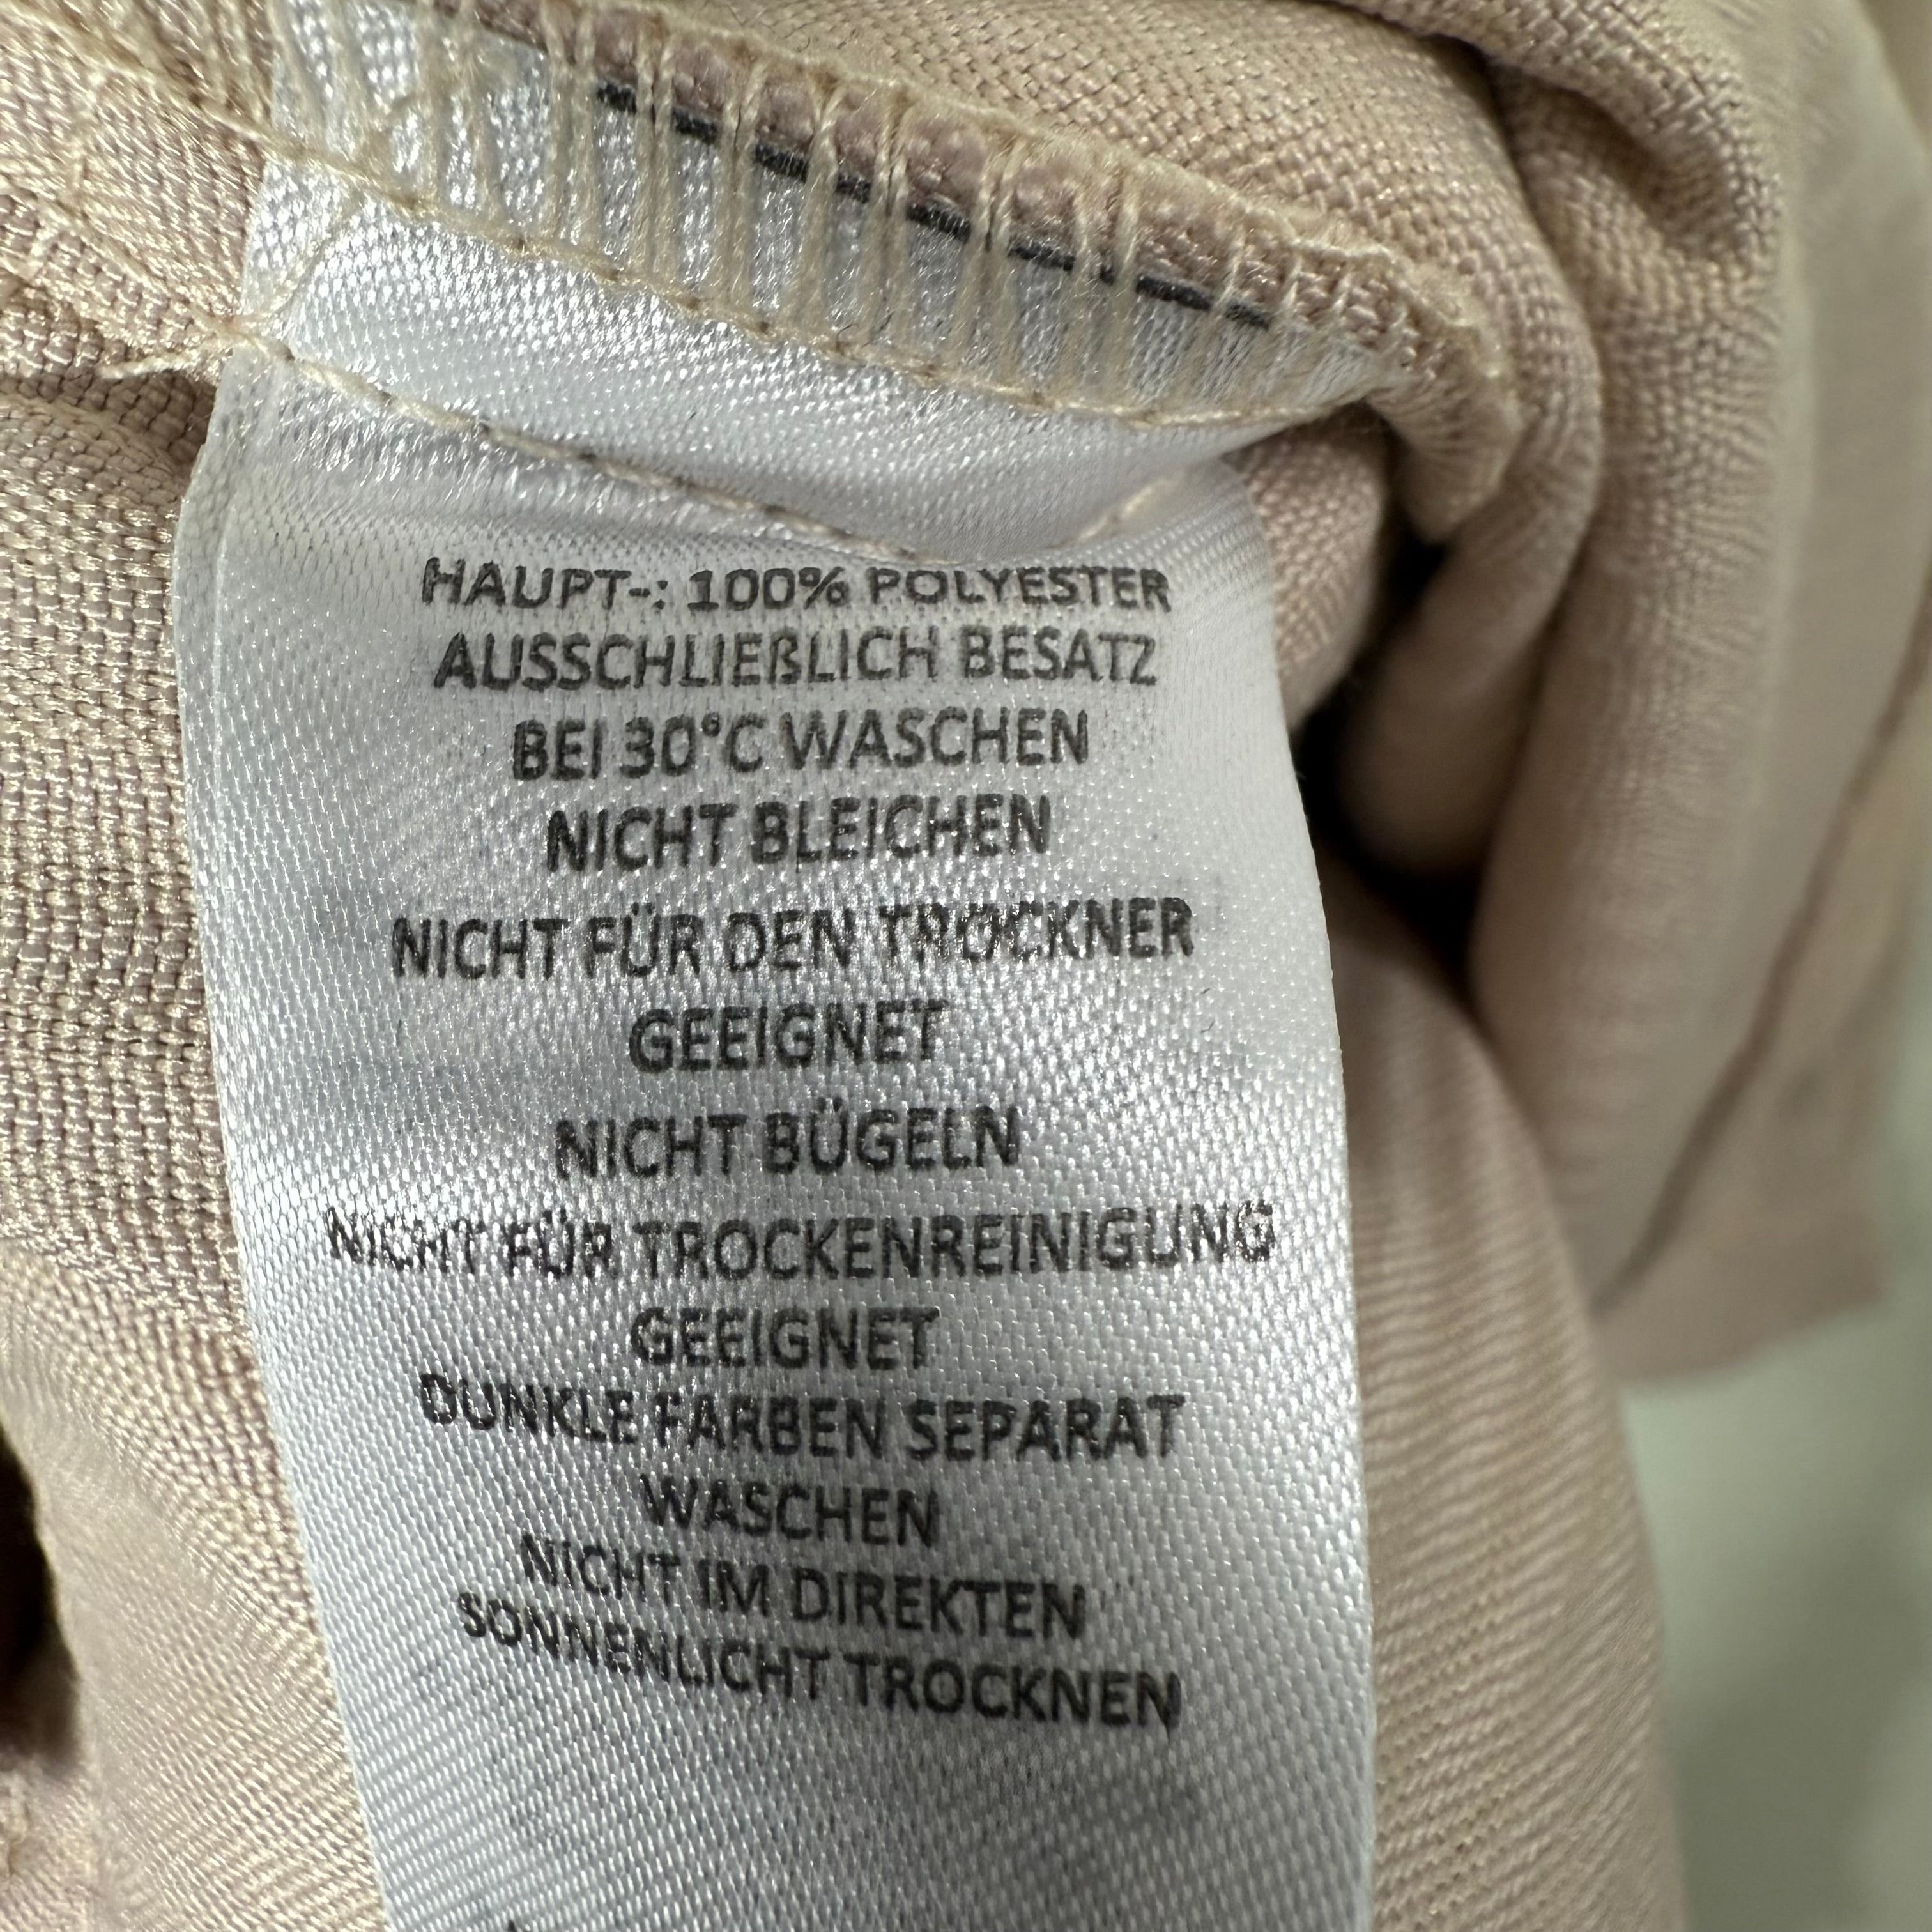 HAUPT-: 100% POLYESTER
AUSSCHLIEßLICH BESATZ
BEI 30°C WASCHEN
NICHT BLEICHEN
NICHT FÜR DEN TROCKNER
GEEIGNET
NICHT BÜGELN
NICHT FÜR TROCKENREINIGUNG
GEEIGNET
DUNKLE FARBEN SEPARAT
WASCHEN
NICHT IM DIREKTEN
SONNENLICHT TROCKNEN